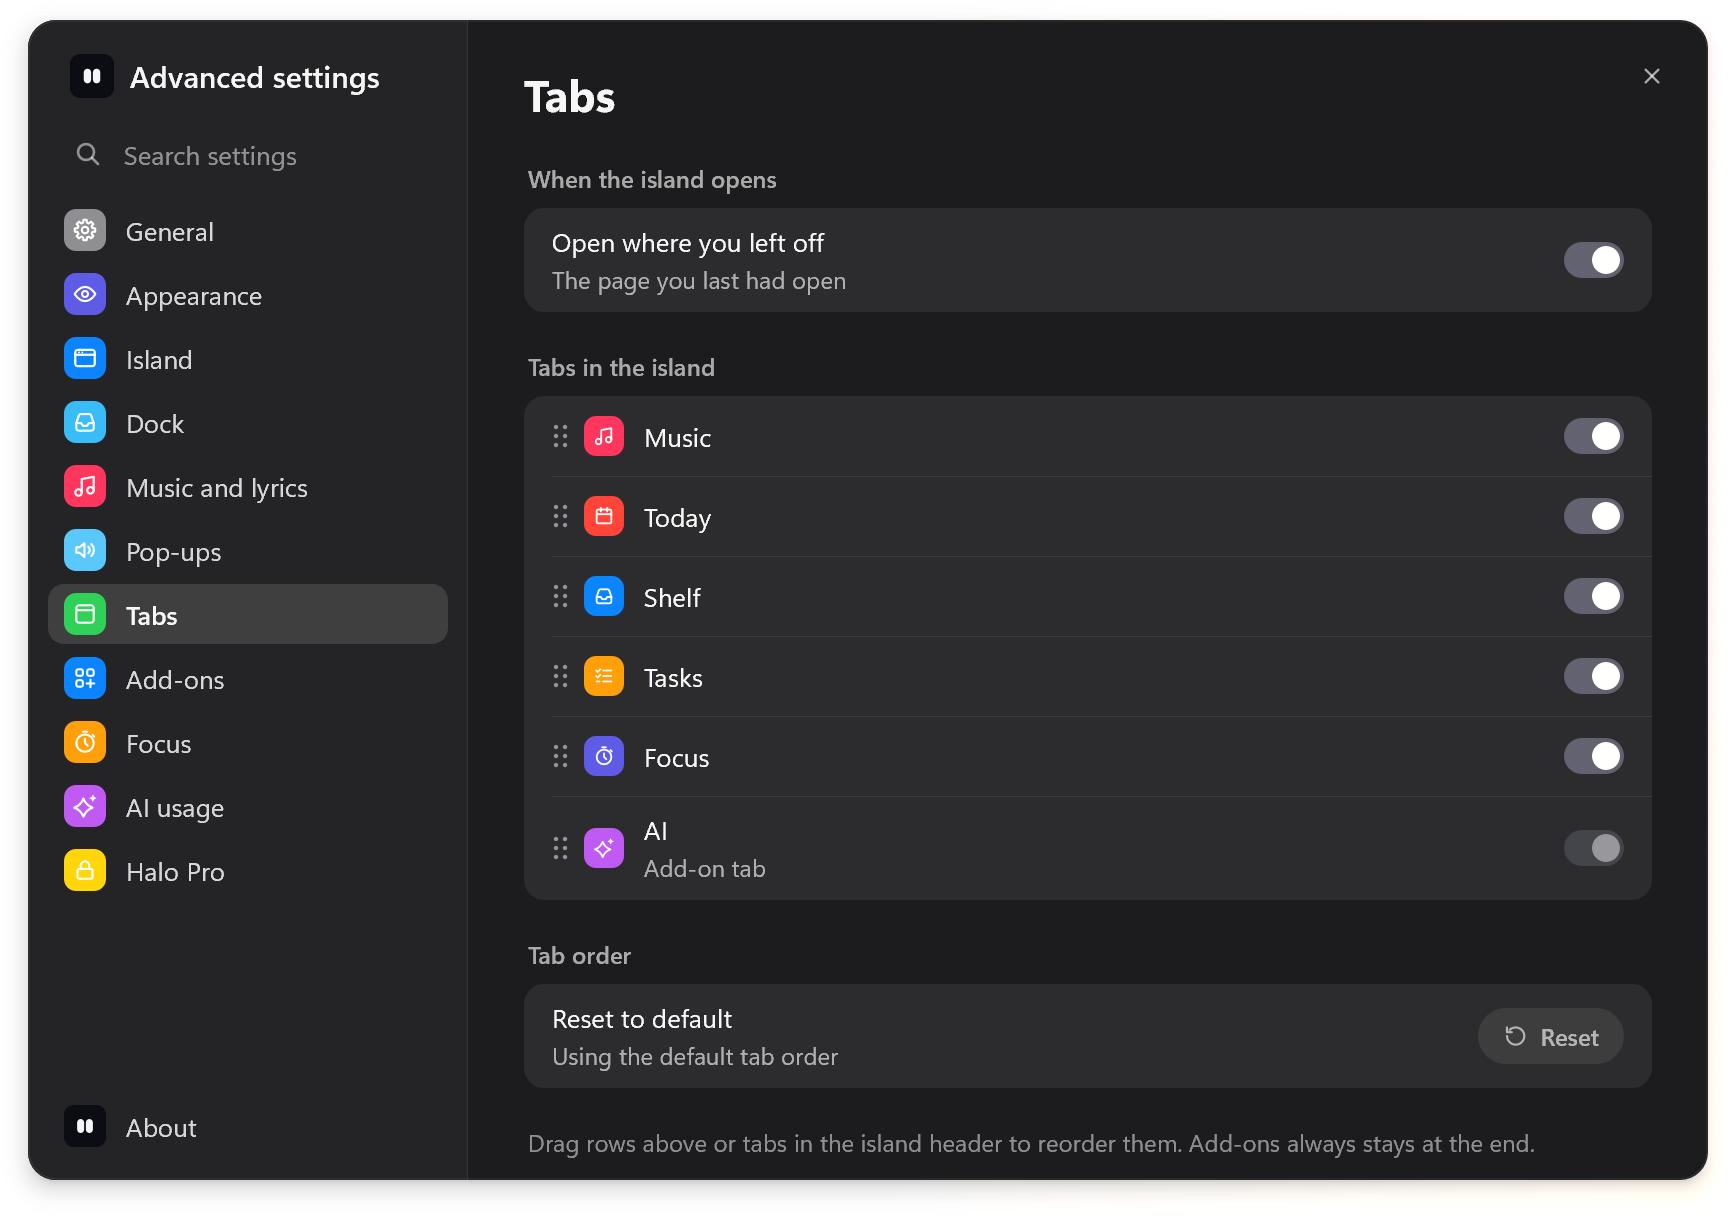 Advanced settings
Search settings
General
Appearance
Island
Dock
Music and lyrics
Pop-ups
Tabs
Add-ons
Focus
AI usage
Halo Pro
About
Tabs
When the island opens
Open where you left off
The page you last had open
Tabs in the island
Music
Today
Shelf
Tasks
Focus
AI
Add-on tab
Tab order
Reset to default
Using the default tab order
Reset
Drag rows above or tabs in the island header to reorder them. Add-ons always stays at the end.